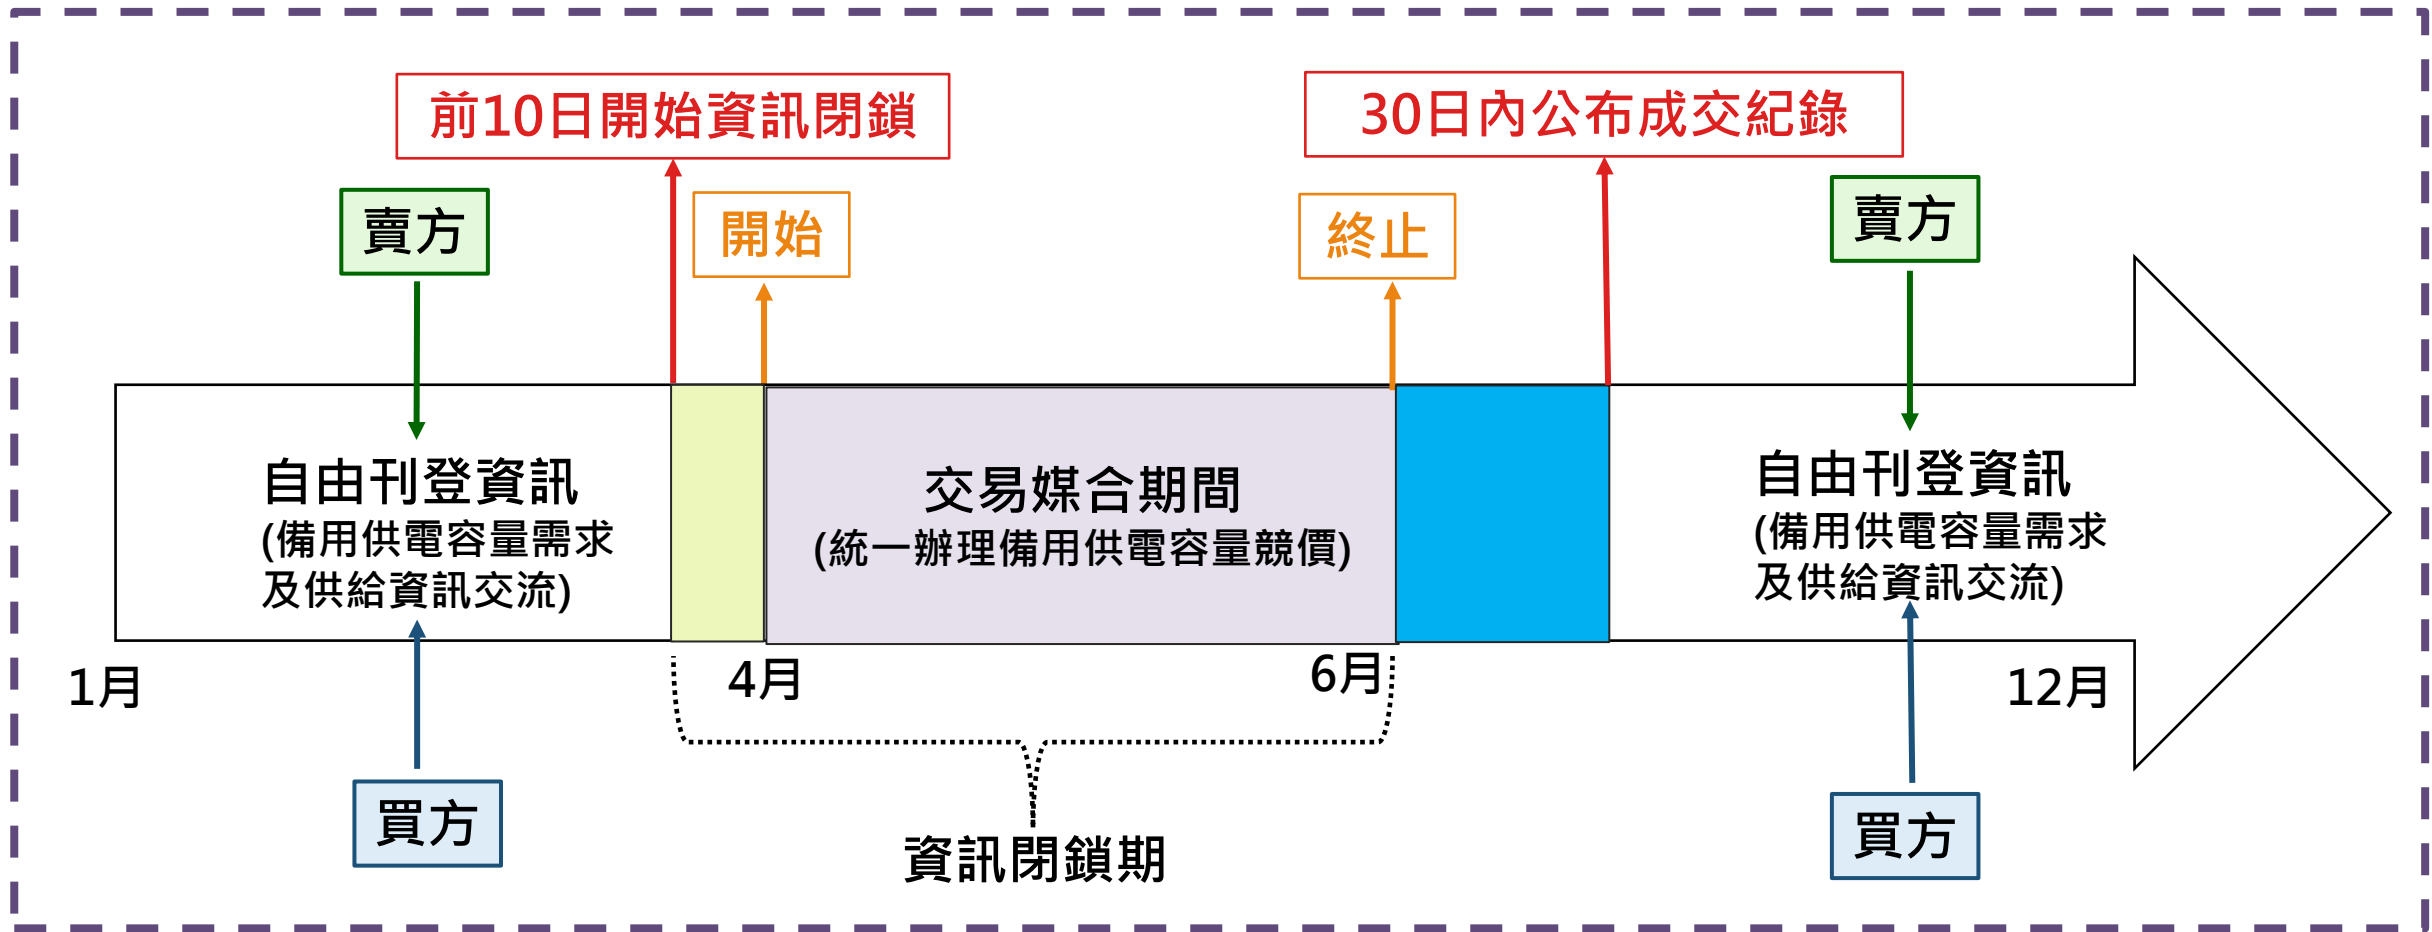 前10日開始資訊閉鎖
30日內公布成交紀錄
賣方
開始
終止
賣方
自由刊登資訊
(備用供電容量需求
及供給資訊交流)
交易媒合期間
(統一辦理備用供電容量競價)
自由刊登資訊
(備用供電容量需求
及供給資訊交流)
1月
4月
6月
12月
買方
資訊閉鎖期
買方